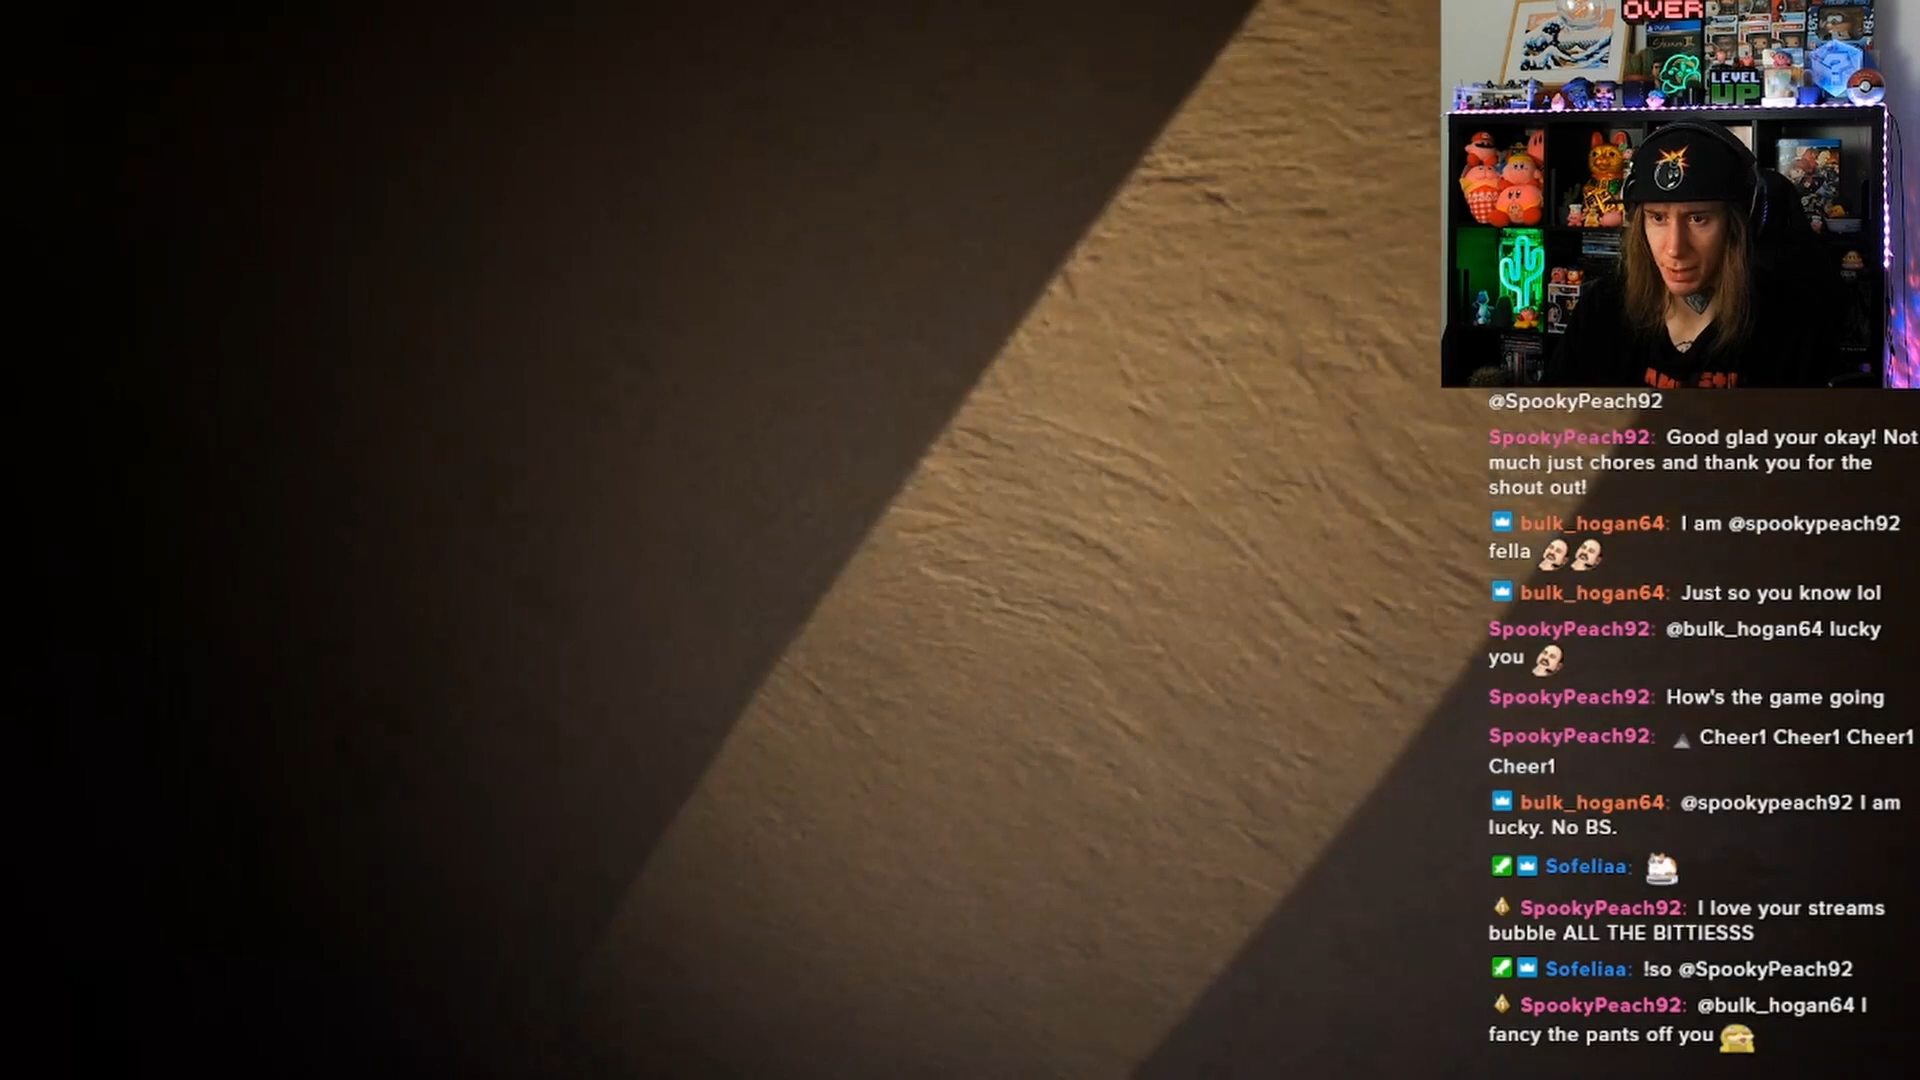 OVER
LEVEL
UP
@SpookyPeach92
SpookyPeach92: Good glad your okay! Not
much just chores and thank you for the
shout out!
bulk_hogan64: I am @spookypeach92
fella
bulk_hogan64: Just so you know lol
SpookyPeach92: @bulk_hogan64 lucky
you
SpookyPeach92: How's the game going
SpookyPeach92: Cheer1 Cheer1 Cheer1
Cheer1
bulk_hogan64: @spookypeach92 I am
lucky. No BS.
Sofeliaa:
SpookyPeach92: I love your streams
bubble ALL THE BITTIESSS
Sofeliaa: !so @SpookyPeach92
SpookyPeach92: @bulk_hogan64 I
fancy the pants off you